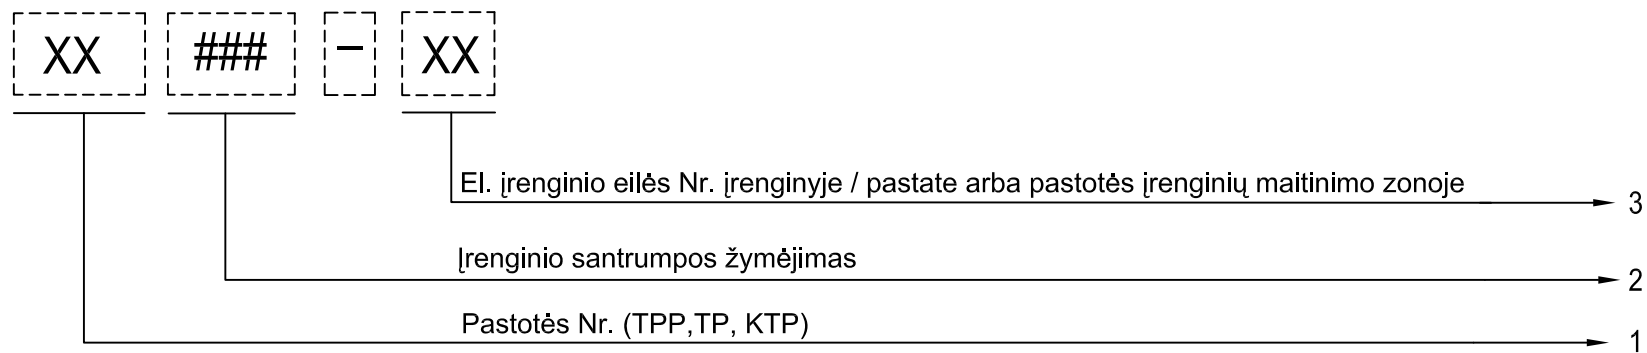 XX ### – XX
El. įrenginio eilės Nr. įrenginyje / pastate arba pastotės įrenginių maitinimo zonoje 3
Įrenginio santrumpos žymėjimas 2
Pastotės Nr. (TPP,TP, KTP) 1